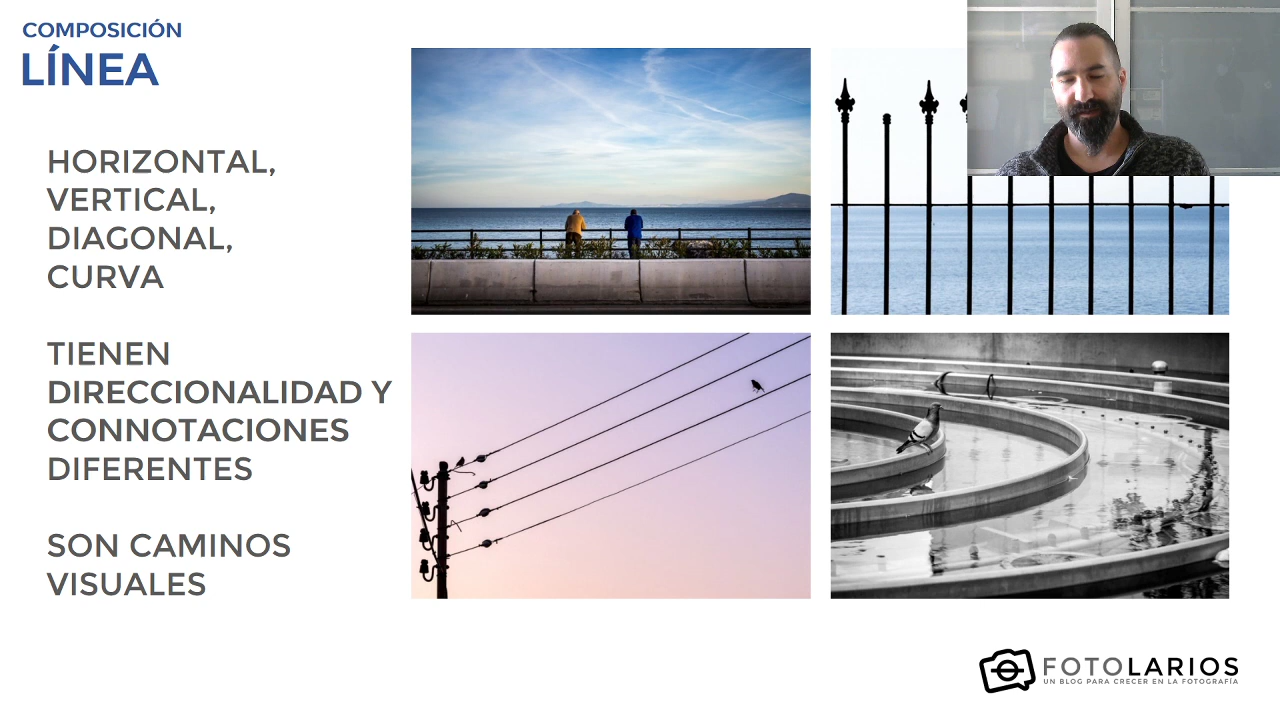 COMPOSICIÓN
LÍNEA
HORIZONTAL,
VERTICAL,
DIAGONAL,
CURVA
TIENEN
DIRECCIONALIDAD Y
CONNOTACIONES
DIFERENTES
SON CAMINOS
VISUALES
FOTOLARIOS
UN BLOG PARA CRECER EN LA FOTOGRAFÍA